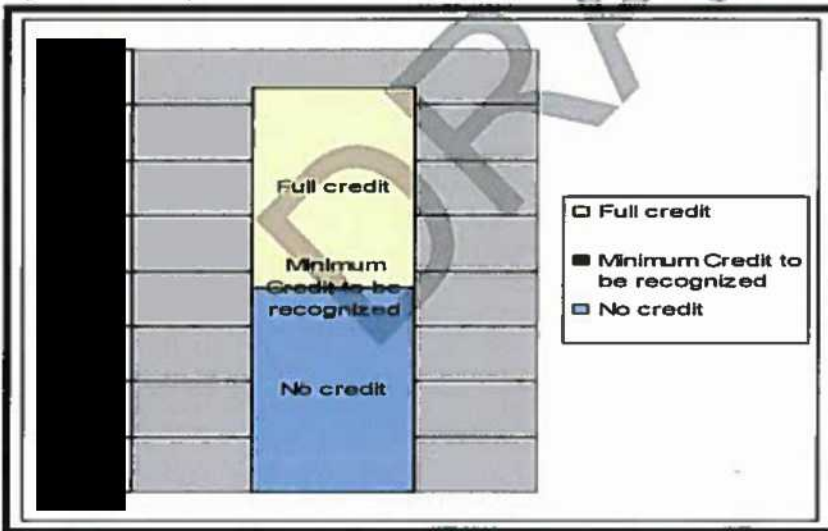 Full credit
Minimum
Credit to be
recognized
No credit
Full credit
Minimum Credit to
be recognized
No credit